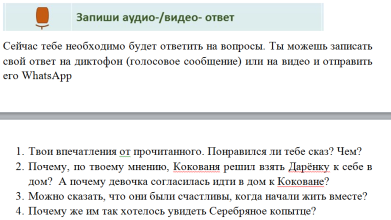 Запиши аудио-/видео- ответ
Сейчас тебе необходимо будет ответить на вопросы. Ты можешь записать
свой ответ на диктофон (голосовое сообщение) или на видео и отправить
его WhatsApp
1. Твои впечатления от прочитанного. Понравился ли тебе сказ? Чем?
2. Почему, по твоему мнению, Кокованя решил взять Дарёнку к себе в
дом? А почему девочка согласилась идти в дом к Коковане?
3. Можно сказать, что они были счастливы, когда начали жить вместе?
4. Почему же им так хотелось увидеть Серебряное копытце?